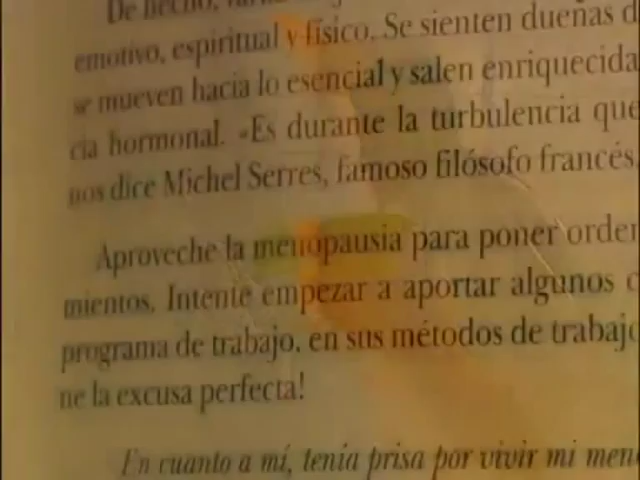 De hecho,
emotivo, espiritual y físico. Se sienten dueñas d
se mueven hacia lo esencial y salen enriquecida
cia hormonal. «Es durante la turbulencia que
nos dice Michel Serres, famoso filósofo francés,
Aproveche la menopausia para poner orden
mientos. Intente empezar a aportar algunos c
programa de trabajo, en sus métodos de trabajo
ne la excusa perfecta!
En cuanto a mí, tenía prisa por vivir mi men